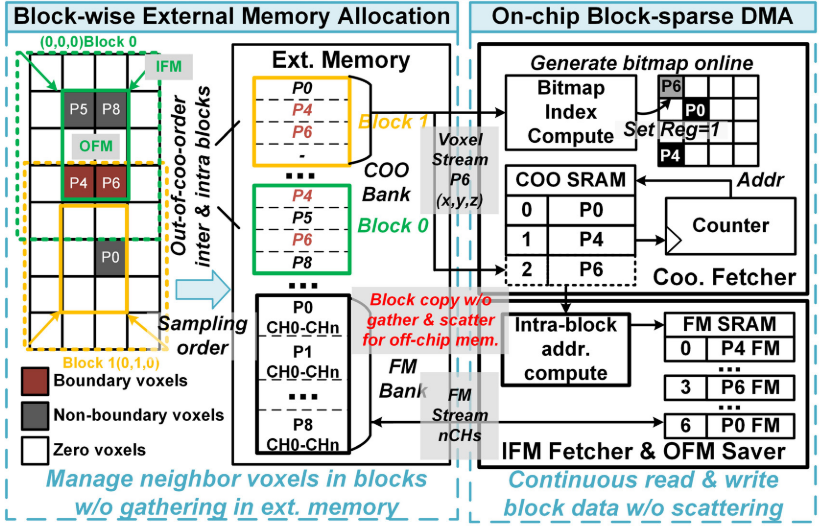 Block-wise External Memory Allocation
(0,0,0)Block 0
IFM
P5 P8
OFM
P4 P6
P0
Block 1(0,1,0)
Boundary voxels
Non-boundary voxels
Zero voxels
Out-of-coo-order
inter & intra blocks
Sampling
order
Ext. Memory
P0
P4
P6
-
Block 1
...
COO
Bank
P4
P5
P6
P8
Block 0
...
P0
CH0-CHn
P1
CH0-CHn
...
P8
CH0-CHn
FM
Bank
Manage neighbor voxels in blocks
w/o gathering in ext. memory
On-chip Block-sparse DMA
Generate bitmap online
Bitmap
Index
Compute
P6
P0
Set Reg=1
P4
Voxel
Stream
P6
(x,y,z)
COO SRAM
0 P0
1 P4
2 P6
Addr
Counter
Coo. Fetcher
Block copy w/o
gather & scatter
for off-chip mem.
Intra-block
addr.
compute
FM SRAM
0 P4 FM
...
3 P6 FM
...
6 P0 FM
FM
Stream
nCHs
IFM Fetcher & OFM Saver
Continuous read & write
block data w/o scattering